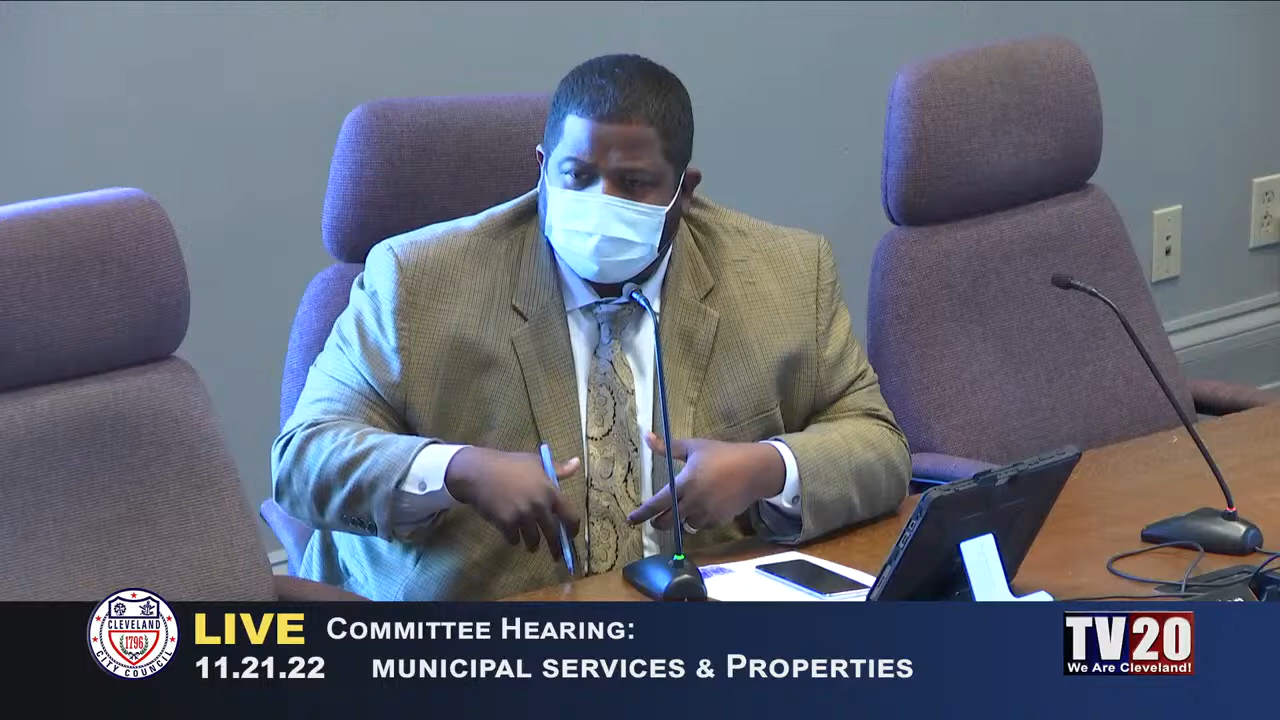 CLEVELAND
1796
CITY COUNCIL
LIVE
11.21.22
COMMITTEE HEARING:
MUNICIPAL SERVICES & PROPERTIES
TV20
We Are Cleveland!